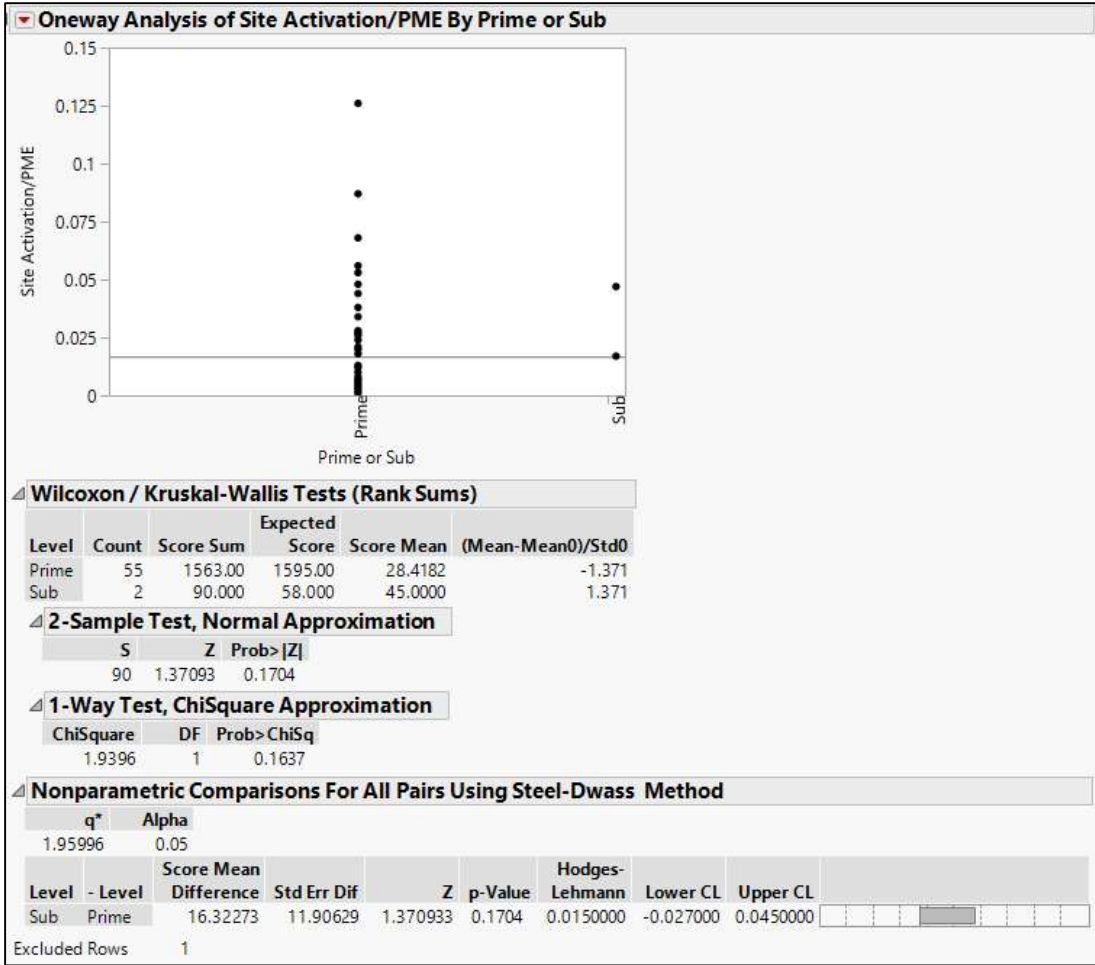 Oneway Analysis of Site Activation/PME By Prime or Sub
0.15
0.125
0.1
0.075
0.05
0.025
0
Site Activation/PME
Prime
Sub
Prime or Sub
Wilcoxon / Kruskal-Wallis Tests (Rank Sums)
Expected
Level Count Score Sum Score Score Mean (Mean-Mean0)/Std0
Prime 55 1563.00 1595.00 28.4182 -1.371
Sub 2 90.000 58.000 45.0000 1.371
2-Sample Test, Normal Approximation
S Z Prob>|Z|
90 1.37093 0.1704
1-Way Test, ChiSquare Approximation
ChiSquare DF Prob>ChiSq
1.9396 1 0.1637
Nonparametric Comparisons For All Pairs Using Steel-Dwass Method
q* Alpha
1.95996 0.05
Score Mean Hodges-
Level - Level Difference Std Err Dif Z p-Value Lehmann Lower CL Upper CL
Sub Prime 16.32273 11.90629 1.370933 0.1704 0.0150000 -0.027000 0.0450000
Excluded Rows 1